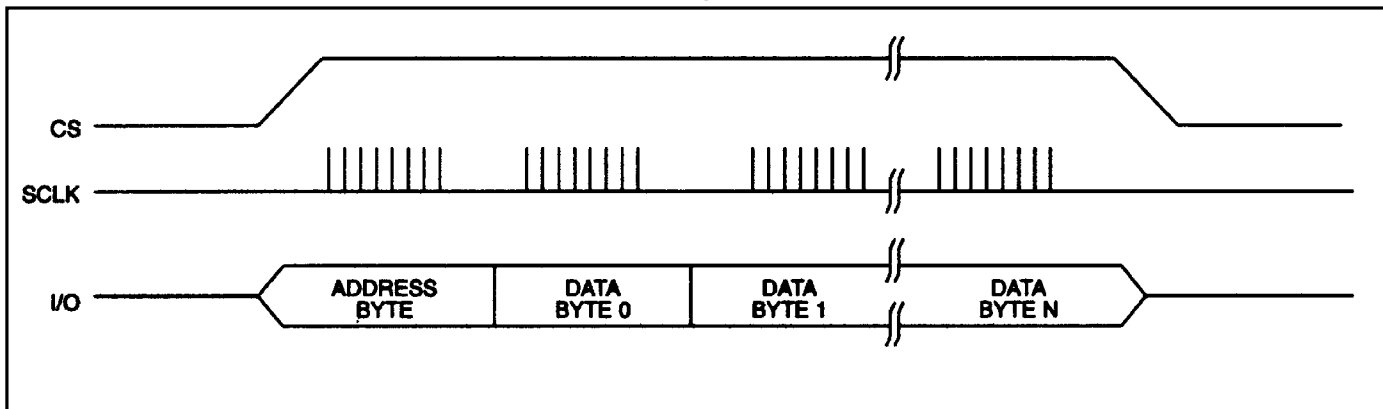 CS
SCLK
I/O
ADDRESS
BYTE
DATA
BYTE 0
DATA
BYTE 1
DATA
BYTE N